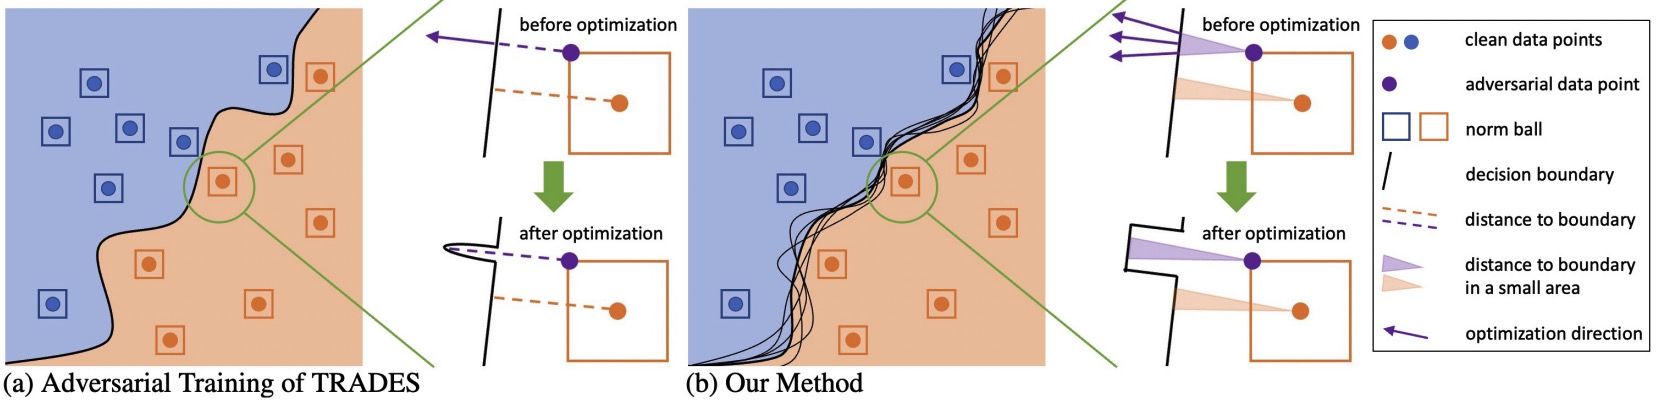 before optimization
after optimization
(a) Adversarial Training of TRADES
before optimization
after optimization
(b) Our Method
clean data points
adversarial data point
norm ball
decision boundary
distance to boundary
distance to boundary
in a small area
optimization direction